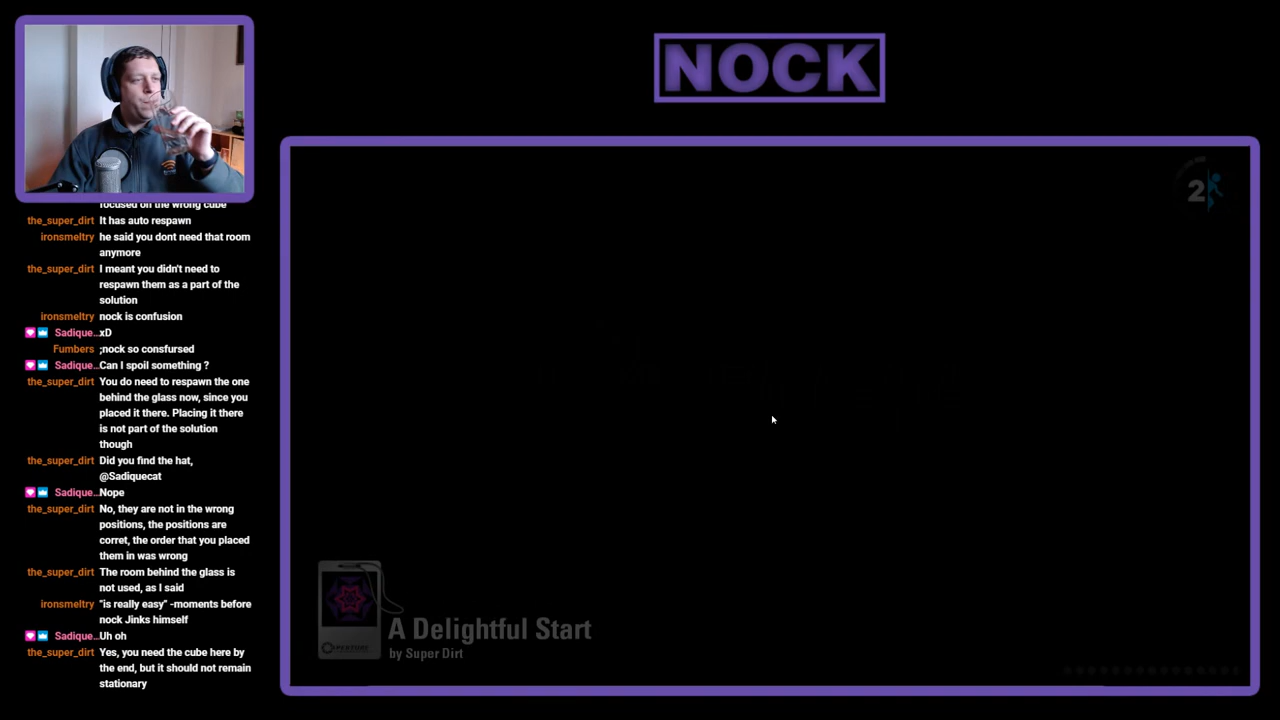 NOCK
2
focused on the wrong cube
the_super_dirt It has auto respawn
ironsmeltry he said you dont need that room
anymore
the_super_dirt I meant you didn't need to
respawn them as a part of the
solution
ironsmeltry nock is confusion
Sadique... xD
Fumbers ;nock so consfursed
Sadique... Can I spoil something ?
the_super_dirt You do need to respawn the one
behind the glass now, since you
placed it there. Placing it there
is not part of the solution
though
the_super_dirt Did you find the hat,
@Sadiquecat
Sadique... Nope
the_super_dirt No, they are not in the wrong
positions, the positions are
corret, the order that you placed
them in was wrong
the_super_dirt The room behind the glass is
not used, as I said
ironsmeltry "is really easy" -moments before
nock Jinks himself
Sadique... Uh oh
the_super_dirt Yes, you need the cube here by
the end, but it should not remain
stationary
A Delightful Start
by Super Dirt